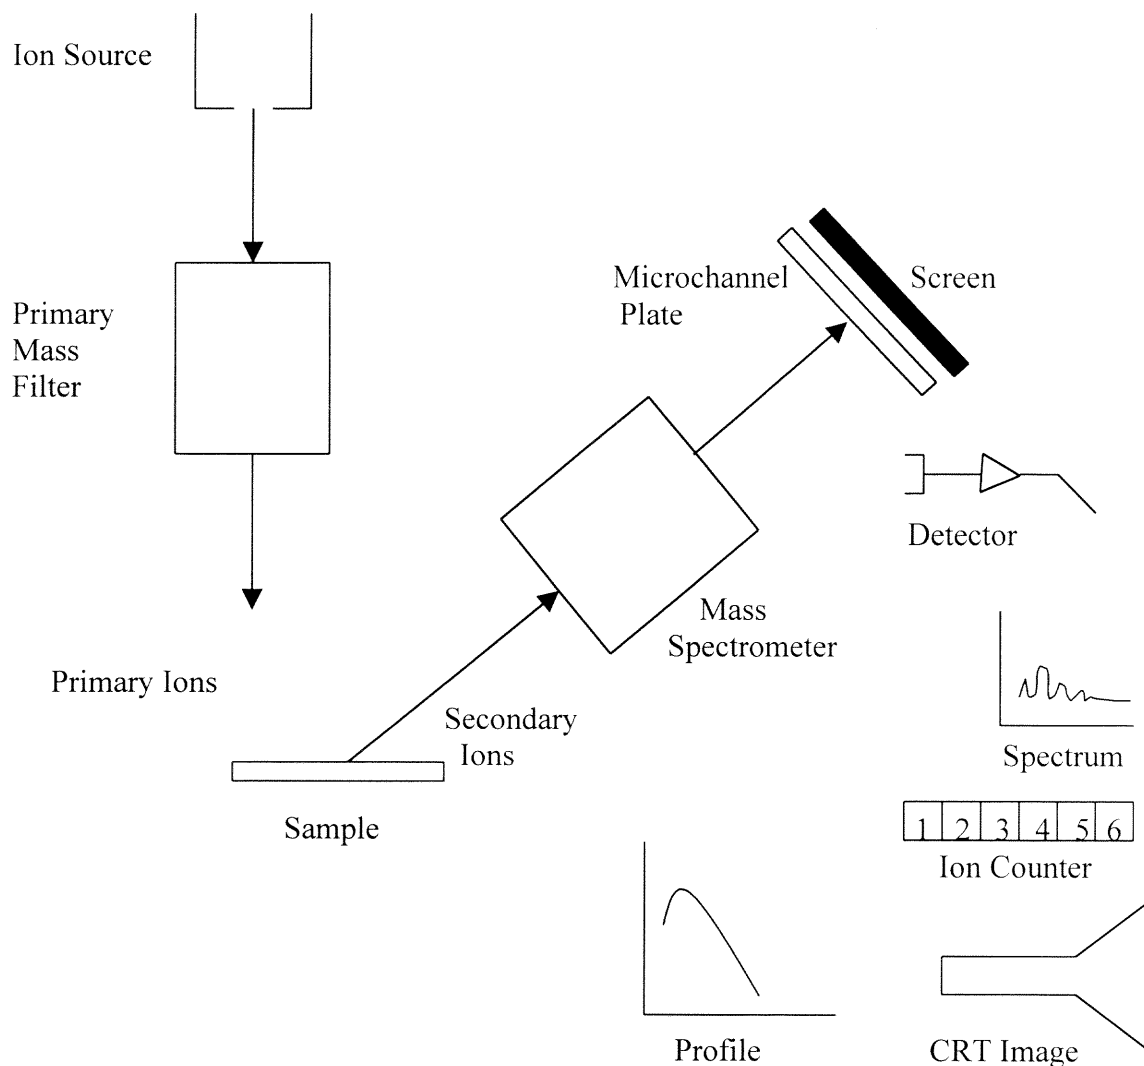 Ion Source
Primary
Mass
Filter
Microchannel
Plate
Screen
Detector
Mass
Spectrometer
Primary Ions
Secondary
Ions
Spectrum
Sample
1 2 3 4 5 6
Ion Counter
Profile
CRT Image